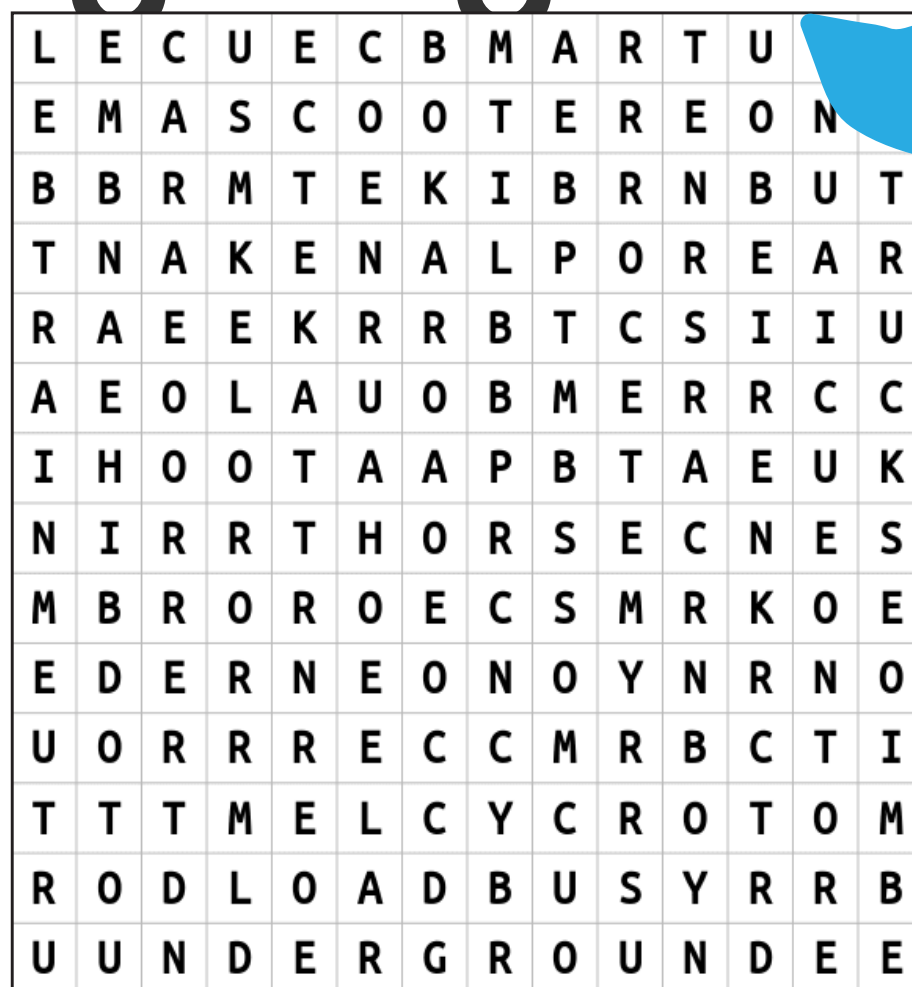 L E C U E C B M A R T U
E M A S C O O T E R E O N
B B R M T E K I B R N B U T
T N A K E N A L P O R E A R
R A E E K R R B T C S I I U
A E O L A U O B M E R R C C
I H O O T A A P B T A E U K
N I R R T H O R S E C N E S
M B R O R O E C S M R K O E
E D E R N E O N O Y N R N O
U O R R R E C C M R B C T I
T T T M E L C Y C R O T O M
R O D L O A D B U S Y R R B
U U N D E R G R O U N D E E